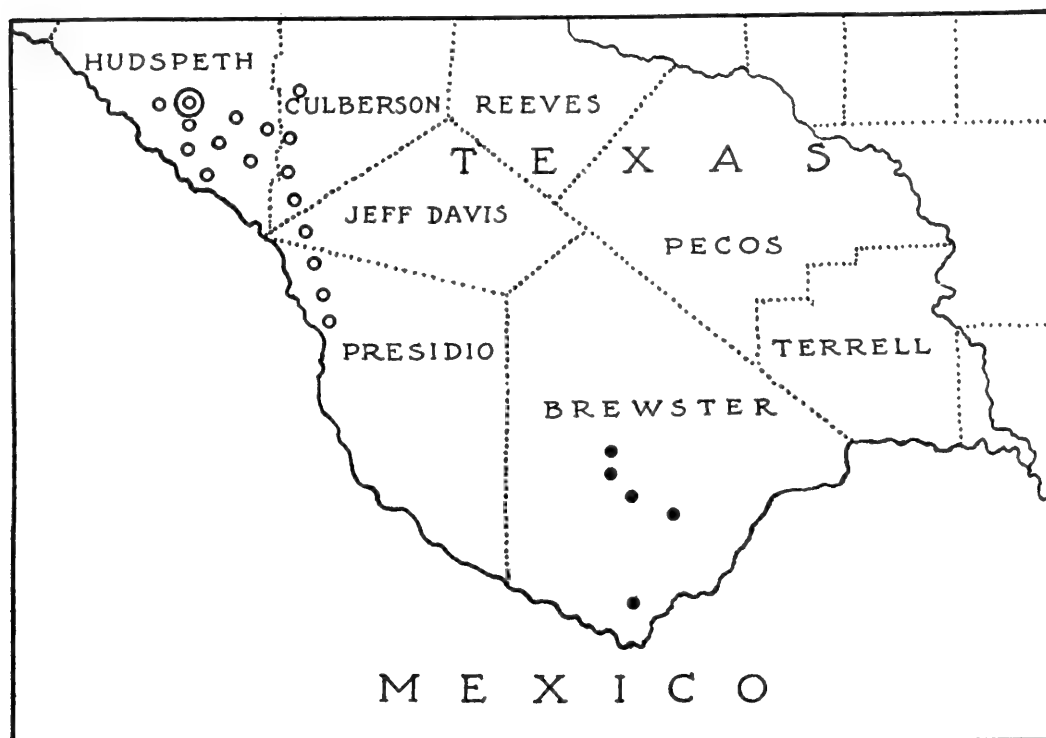 HUDSPETH
CULBERSON
REEVES
TEXAS
JEFF DAVIS
PECOS
PRESIDIO
TERRELL
BREWSTER
MEXICO